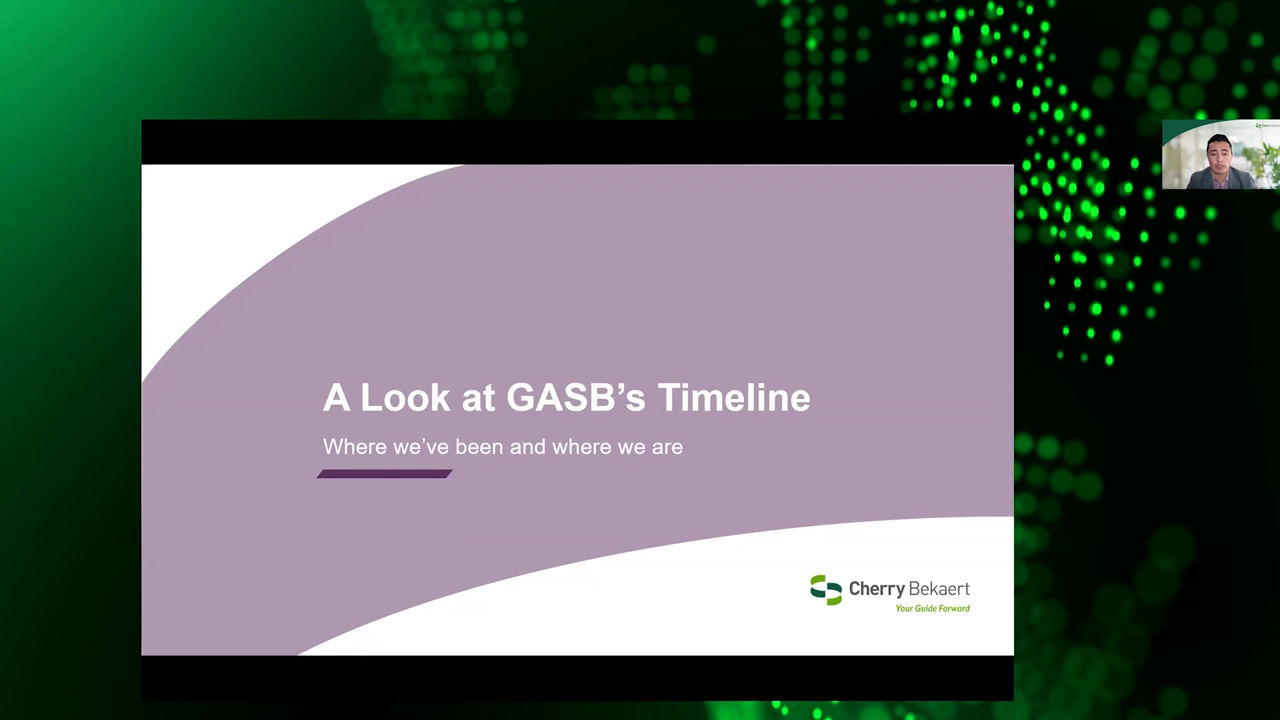 A Look at GASB’s Timeline
Where we’ve been and where we are
Cherry Bekaert
Your Guide Forward